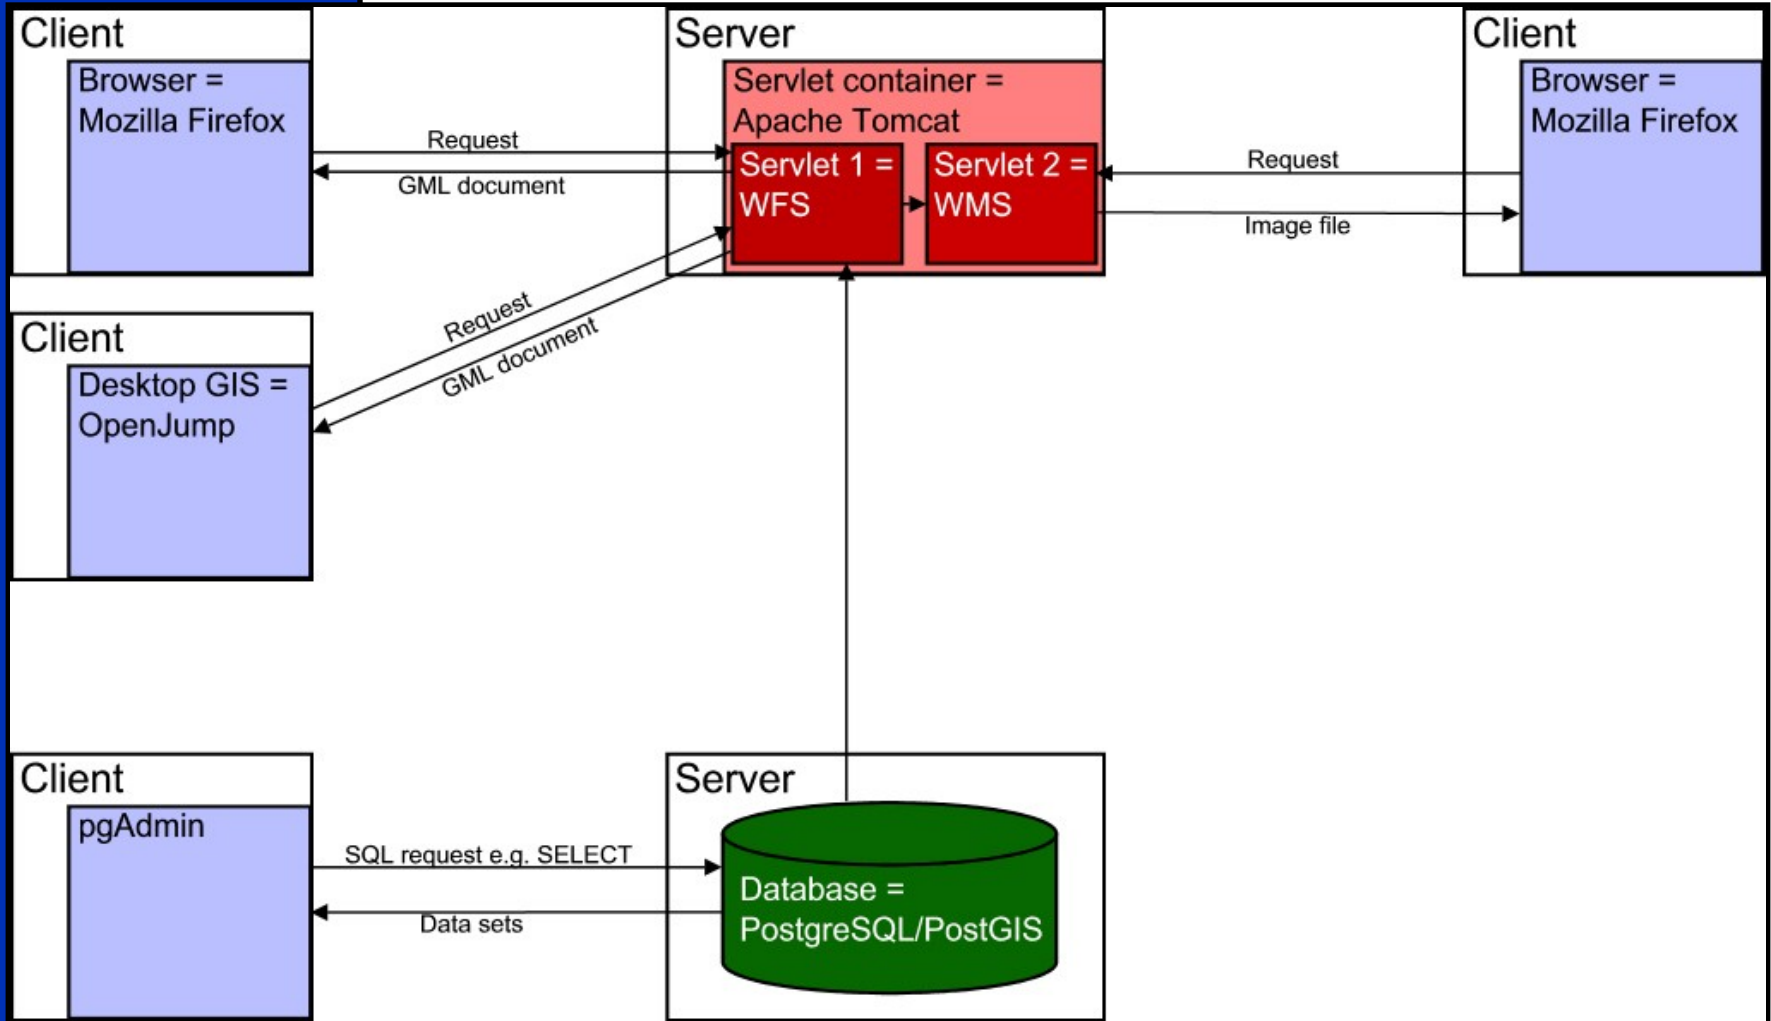 Client
Browser =
Mozilla Firefox
Request
GML document
Server
Servlet container =
Apache Tomcat
Servlet 1 =
WFS
Servlet 2 =
WMS
Request
Image file
Client
Browser =
Mozilla Firefox
Client
Desktop GIS =
OpenJump
Request
GML document
Client
pgAdmin
SQL request e.g. SELECT
Data sets
Server
Database =
PostgreSQL/PostGIS